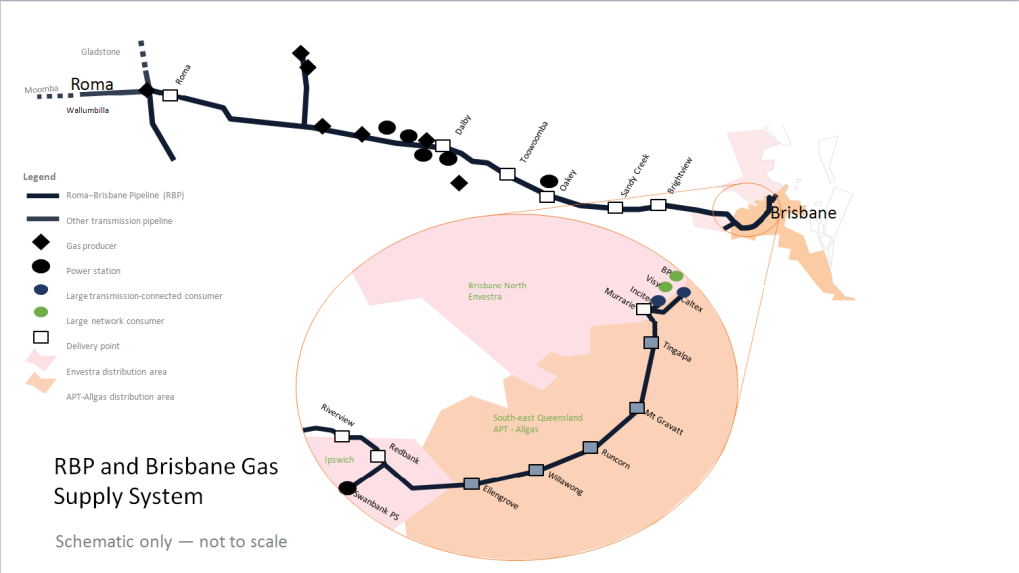 Gladstone
Moomba
Roma
Wallumbilla
Roma
Dalby
Toowoomba
Oakey
Sandy Creek
Brightview
Brisbane
Legend
Roma–Brisbane Pipeline (RBP)
Other transmission pipeline
Gas producer
Power station
Large transmission-connected consumer
Large network consumer
Delivery point
Envestra distribution area
APT-Allgas distribution area
Brisbane North
Envestra
BP
Visy
Incitec
Murrarie
Caltex
Tingalpa
Mt Gravatt
South-east Queensland
APT - Allgas
Runcorn
Willawong
Ellengrove
Riverview
Redbank
Ipswich
Swanbank PS
RBP and Brisbane Gas
Supply System
Schematic only — not to scale